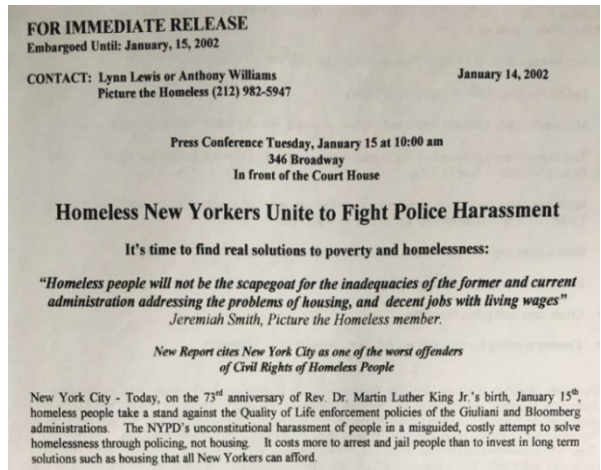 FOR IMMEDIATE RELEASE
Embargoed Until: January, 15, 2002
CONTACT: Lynn Lewis or Anthony Williams January 14, 2002
Picture the Homeless (212) 982-5947
Press Conference Tuesday, January 15 at 10:00 am
346 Broadway
In front of the Court House
Homeless New Yorkers Unite to Fight Police Harassment
It's time to find real solutions to poverty and homelessness:
“Homeless people will not be the scapegoat for the inadequacies of the former and current
administration addressing the problems of housing, and decent jobs with living wages”
Jeremiah Smith, Picture the Homeless member.
New Report cites New York City as one of the worst offenders
of Civil Rights of Homeless People
New York City - Today, on the 73rd anniversary of Rev. Dr. Martin Luther King Jr.'s birth, January 15th,
homeless people take a stand against the Quality of Life enforcement policies of the Giuliani and Bloomberg
administrations. The NYPD's unconstitutional harassment of people in a misguided, costly attempt to solve
homelessness through policing, not housing. It costs more to arrest and jail people than to invest in long term
solutions such as housing that all New Yorkers can afford.